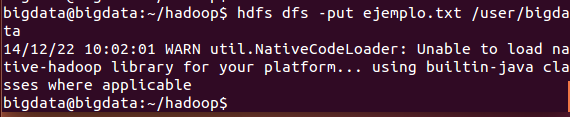 bigdata@bigdata:~/hadoop$ hdfs dfs -put ejemplo.txt /user/bigda
ta
14/12/22 10:02:01 WARN util.NativeCodeLoader: Unable to load na
tive-hadoop library for your platform... using builtin-java cla
sses where applicable
bigdata@bigdata:~/hadoop$